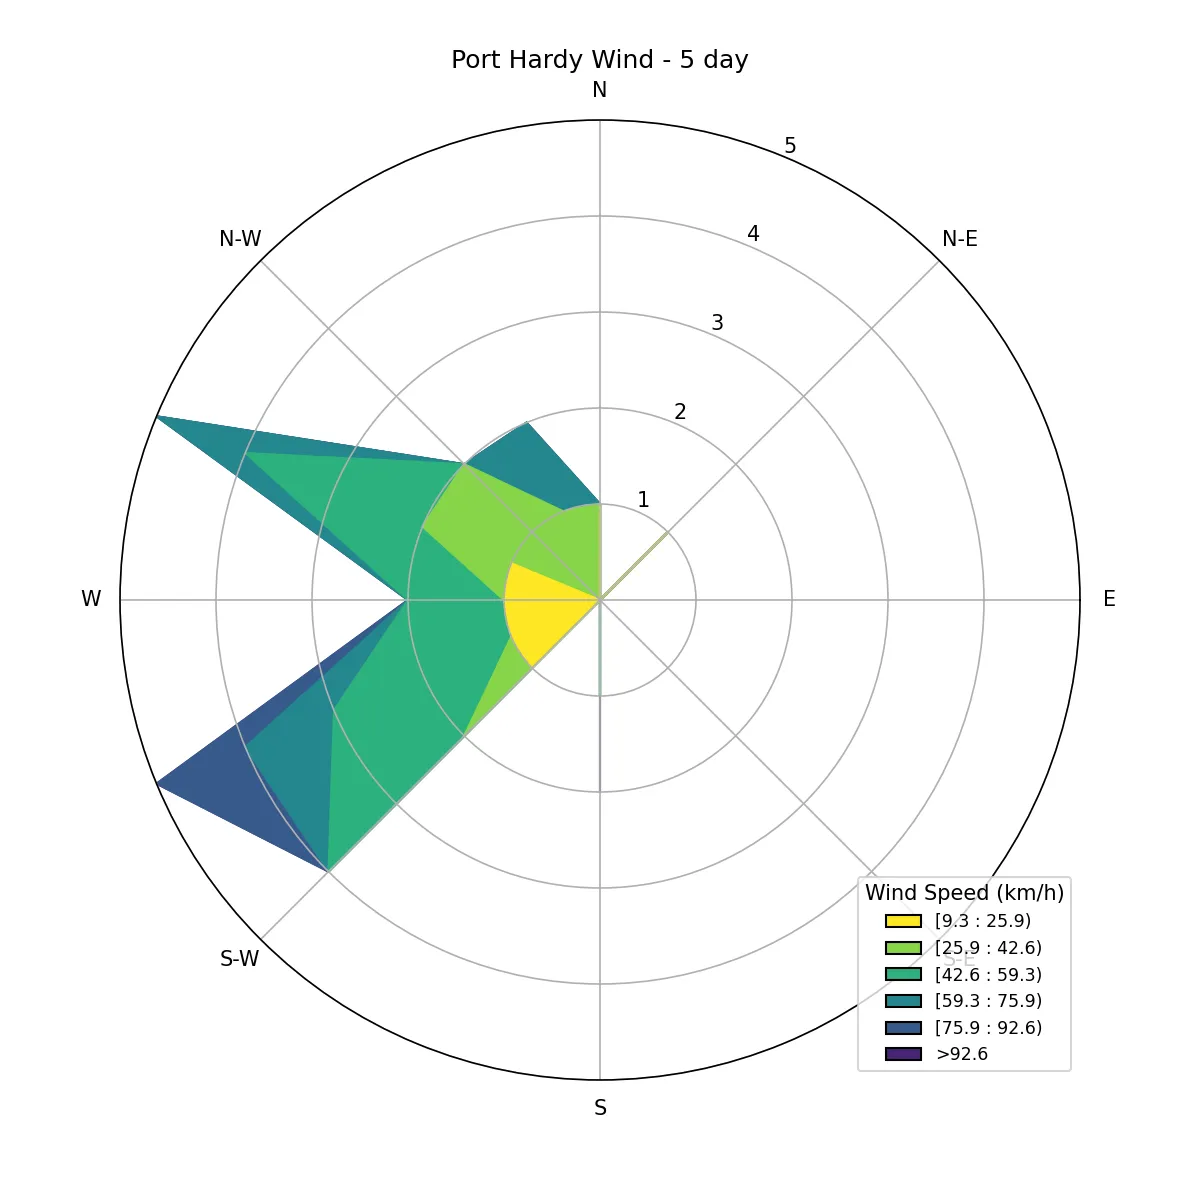 Port Hardy Wind - 5 day
N
5
N-W
4
N-E
3
2
1
W
E
S-W
S-E
S
Wind Speed (km/h)
[9.3 : 25.9)
[25.9 : 42.6)
[42.6 : 59.3)
[59.3 : 75.9)
[75.9 : 92.6)
>92.6